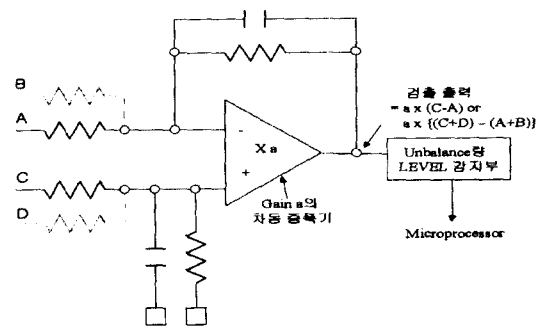 B
A
C
D
-
X a
+
Gain a의
차동 증폭기
검출 출력
= a x (C-A) or
a x {(C+D) - (A+B)}
Unbalance량
LEVEL 감지부
Microprocessor